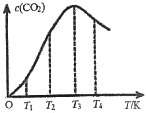 c(CO₂)
O T₁ T₂ T₃ T₄ T/K